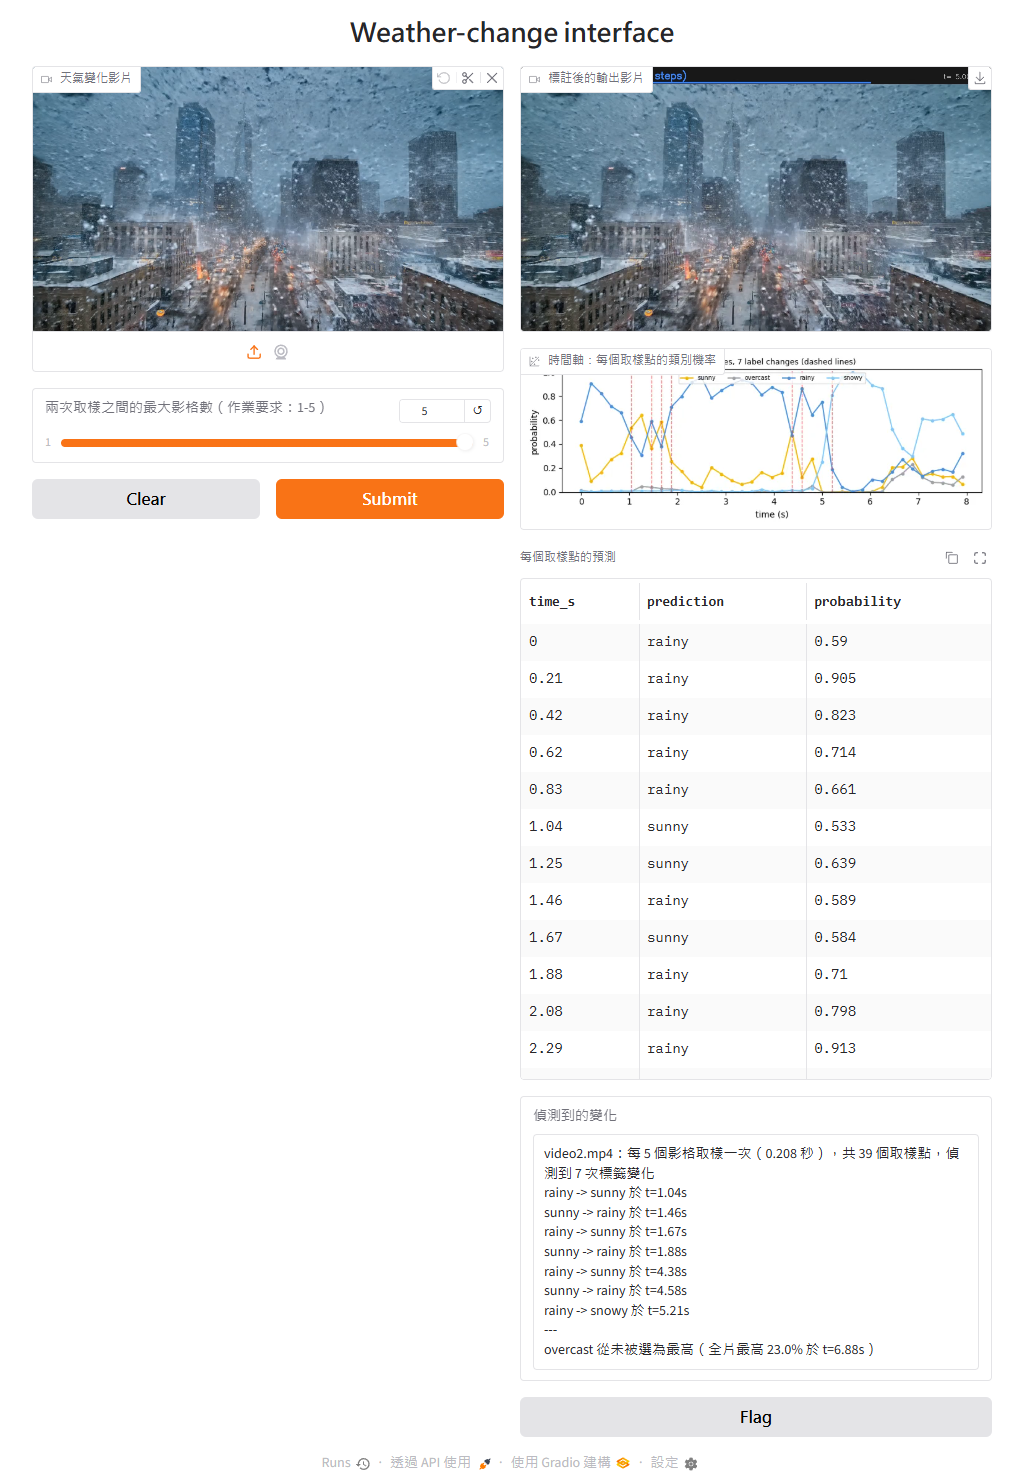 Weather-change interface
天氣變化影片
標註後的輸出影片
steps)
兩次取樣之間的最大影格數（作業要求：1-5）
5
1
5
Clear
Submit
時間軸：每個取樣點的類別機率
es, 7 label changes (dashed lines)
sunny
overcast
rainy
snowy
probability
0.8
0.6
0.4
0.2
0.0
0
1
2
3
4
5
6
7
8
time (s)
每個取樣點的預測
time_s prediction probability
0 rainy 0.59
0.21 rainy 0.905
0.42 rainy 0.823
0.62 rainy 0.714
0.83 rainy 0.661
1.04 sunny 0.533
1.25 sunny 0.639
1.46 rainy 0.589
1.67 sunny 0.584
1.88 rainy 0.71
2.08 rainy 0.798
2.29 rainy 0.913
偵測到的變化
video2.mp4：每 5 個影格取樣一次（0.208 秒），共 39 個取樣點，偵
測到 7 次標籤變化
rainy -> sunny 於 t=1.04s
sunny -> rainy 於 t=1.46s
rainy -> sunny 於 t=1.67s
sunny -> rainy 於 t=1.88s
rainy -> sunny 於 t=4.38s
sunny -> rainy 於 t=4.58s
rainy -> snowy 於 t=5.21s
---
overcast 從未被選為最高（全片最高 23.0% 於 t=6.88s）
Flag
Runs · 透過 API 使用 · 使用 Gradio 建構 · 設定